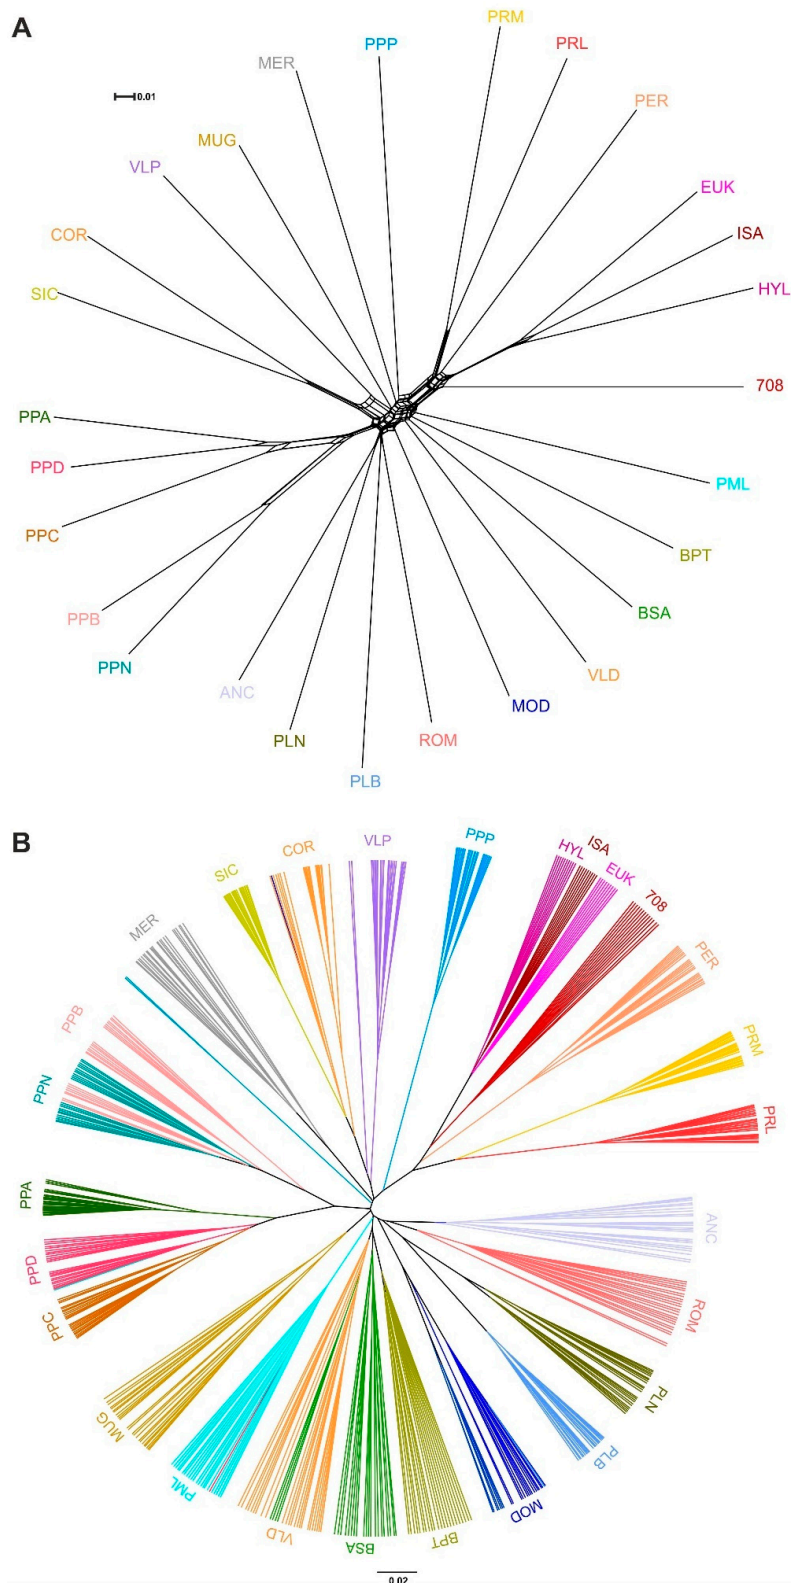 A
PRM
PPP
PRL
MER
0.01
PER
MUG
VLP
EUK
COR
ISA
SIC
HYL
708
PPA
PPD
PML
PPC
BPT
PPB
BSA
PPN
VLD
ANC
MOD
PLN
ROM
PLB
B
VLP
PPP
COR
HYL
ISA
SIC
EUK
708
MER
PER
PPB
PRM
PPN
PRL
PPA
ANC
PPD
PPC
ROM
PLN
MUG
PLB
PML
MOD
VLD
BSA
BPT
0.02